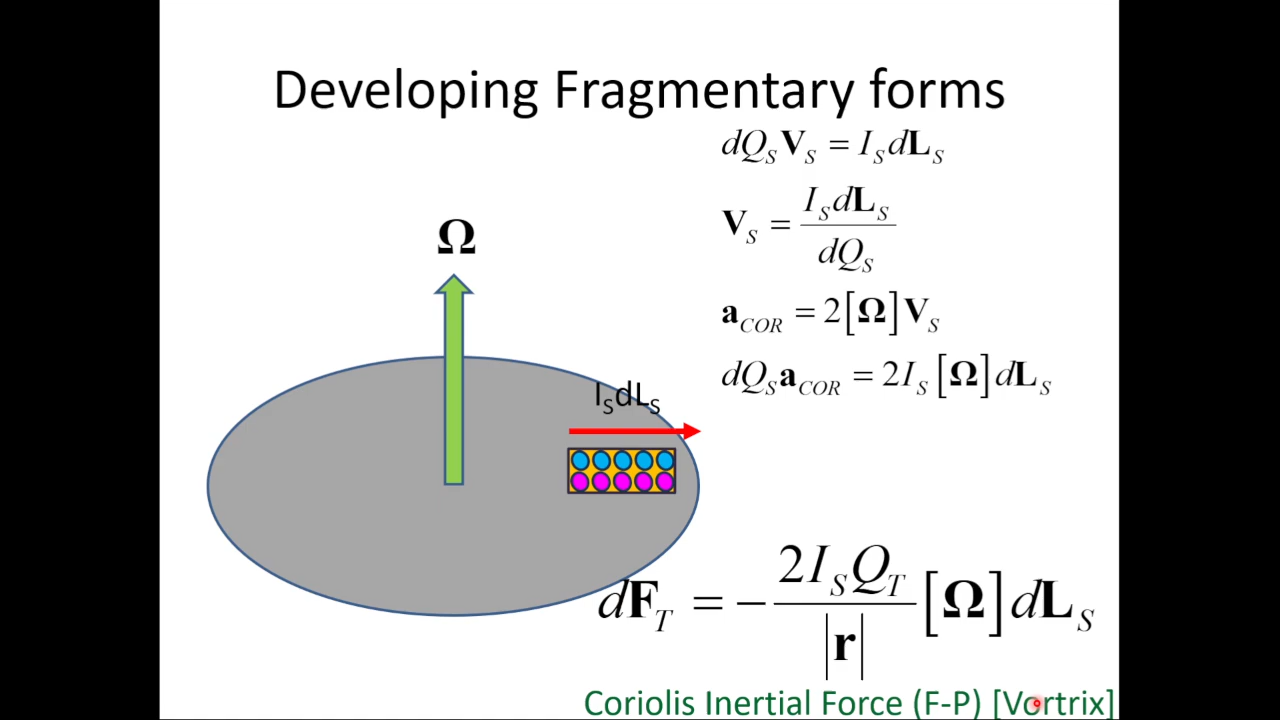 Developing Fragmentary forms
dQ_S V_S = I_S dL_S
V_S = I_S dL_S / dQ_S
a_COR = 2[Ω]V_S
dQ_S a_COR = 2I_S [Ω] dL_S
Ω
I_S dL_S
dF_T = − 2I_S Q_T / |r| [Ω] dL_S
Coriolis Inertial Force (F-P) [Vortrix]